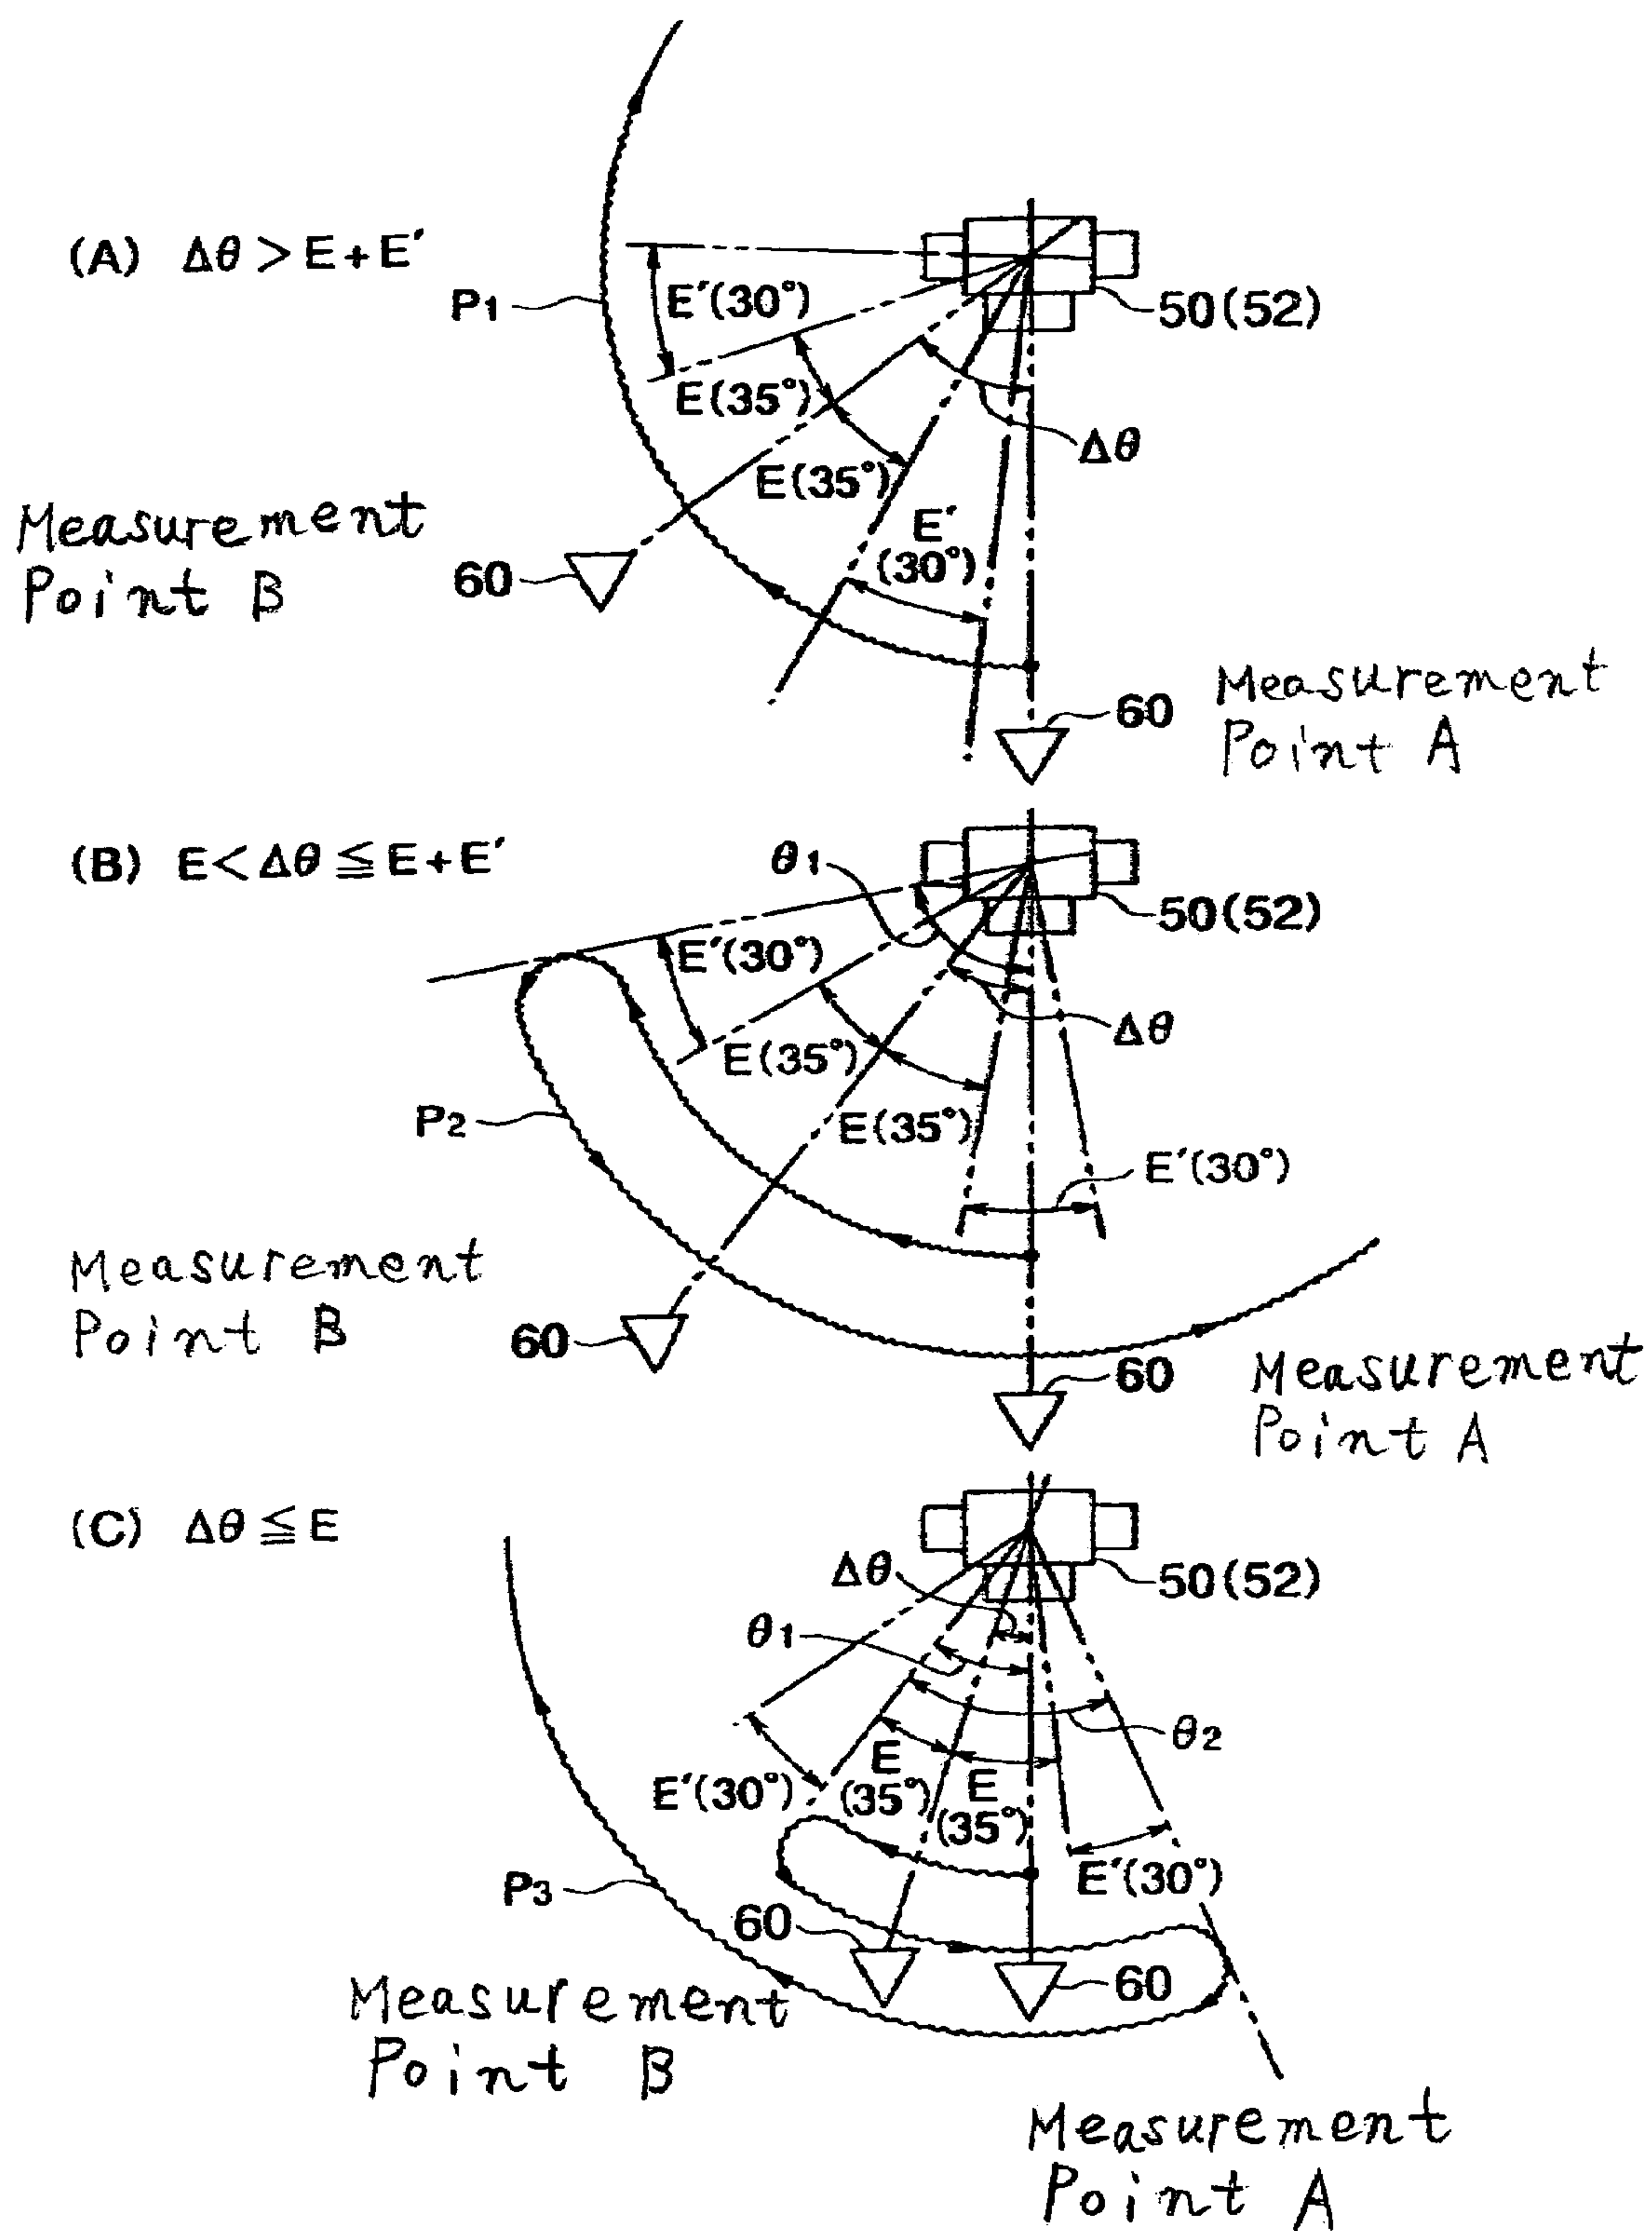 (A) Δθ > E + E′
P1
E′(30°)
50(52)
E(35°)
Δθ
E(35°)
Measurement
Point B
E′
(30°)
60
60
Measurement
Point A
(B) E < Δθ ≦ E + E′
θ1
50(52)
E′(30°)
Δθ
E(35°)
P2
E(35°)
E′(30°)
Measurement
Point B
60
60
Measurement
Point A
(C) Δθ ≦ E
Δθ
50(52)
θ1
θ2
E′(30°)
E
(35°)
E
(35°)
E′(30°)
P3
60
60
Measurement
Point B
Measurement
Point A